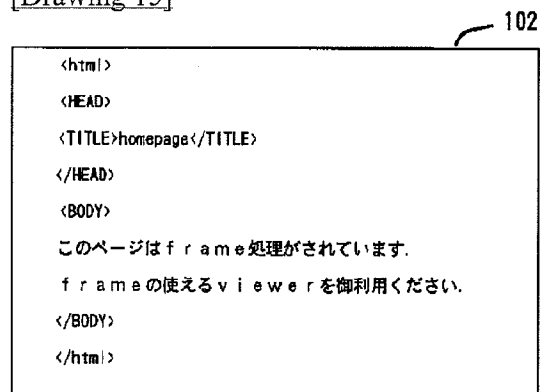 [Drawing 15]
102
<html>
<HEAD>
<TITLE>homepage</TITLE>
</HEAD>
<BODY>
このページはｆｒａｍｅ処理がされています.
ｆｒａｍｅの使えるｖｉｅｗｅｒを御利用ください.
</BODY>
</html>